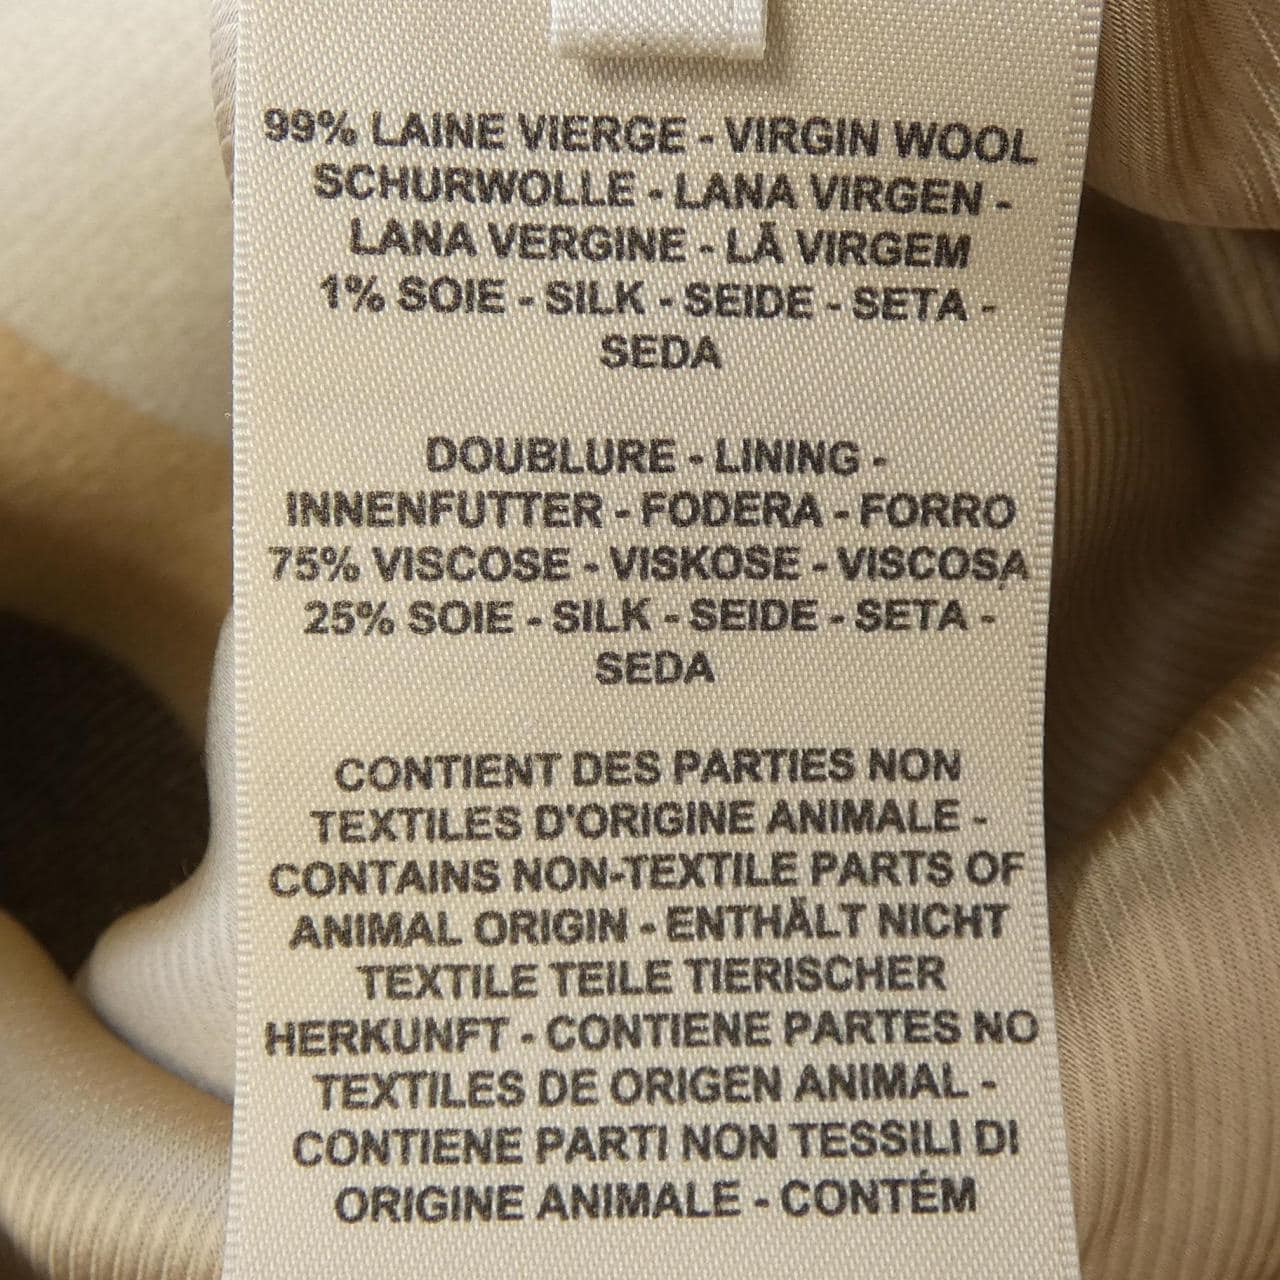 99% LAINE VIERGE - VIRGIN WOOL
SCHURWOLLE - LANA VIRGEN -
LANA VERGINE - LÃ VIRGEM
1% SOIE - SILK - SEIDE - SETA -
SEDA
DOUBLURE - LINING -
INNENFUTTER - FODERA - FORRO
75% VISCOSE - VISKOSE - VISCOSA
25% SOIE - SILK - SEIDE - SETA -
SEDA
CONTIENT DES PARTIES NON
TEXTILES D'ORIGINE ANIMALE -
CONTAINS NON-TEXTILE PARTS OF
ANIMAL ORIGIN - ENTHÄLT NICHT
TEXTILE TEILE TIERISCHER
HERKUNFT - CONTIENE PARTES NO
TEXTILES DE ORIGEN ANIMAL -
CONTIENE PARTI NON TESSILI DI
ORIGINE ANIMALE - CONTÉM